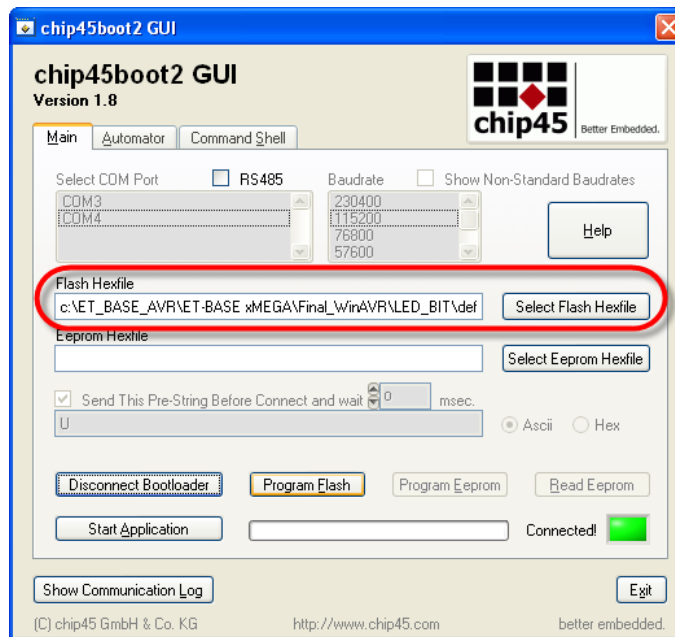 chip45boot2 GUI
chip45boot2 GUI
Version 1.8
chip45
Better Embedded.
Main Automator Command Shell
Select COM Port RS485 Baudrate Show Non-Standard Baudrates
COM3
COM4
230400
115200
76800
57600
Help
Flash Hexfile
c:\ET_BASE_AVR\ET-BASE xMEGA\Final_WinAVR\LED_BIT\def Select Flash Hexfile
Eeprom Hexfile
Select Eeprom Hexfile
Send This Pre-String Before Connect and wait 0 msec.
U Ascii Hex
Disconnect Bootloader Program Flash Program Eeprom Read Eeprom
Start Application Connected!
Show Communication Log Exit
(C) chip45 GmbH & Co. KG http://www.chip45.com better embedded.